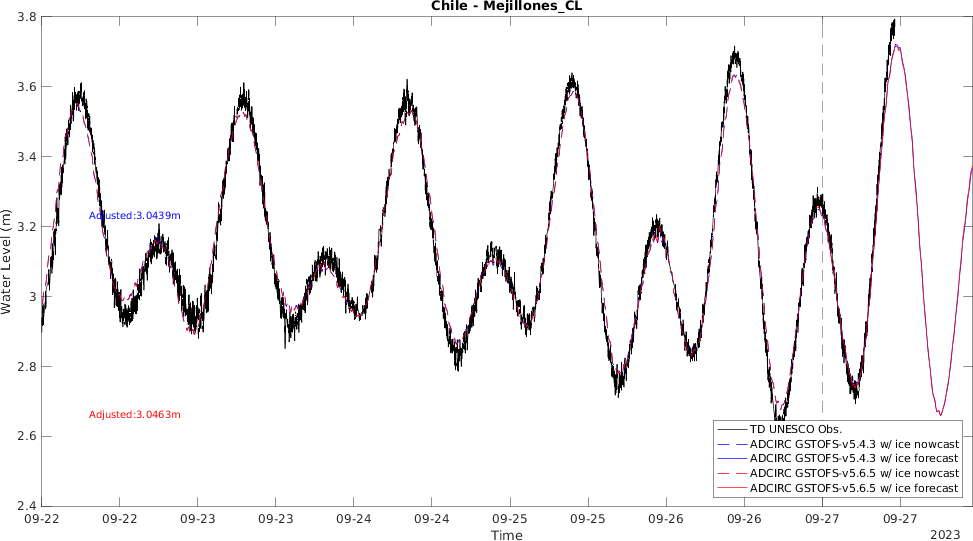 Chile - Mejillones_CL
3.8
3.6
3.4
3.2
3
2.8
2.6
2.4
Water Level (m)
Adjusted:3.0439m
Adjusted:3.0463m
TD UNESCO Obs.
ADCIRC GSTOFS-v5.4.3 w/ ice nowcast
ADCIRC GSTOFS-v5.4.3 w/ ice forecast
ADCIRC GSTOFS-v5.6.5 w/ ice nowcast
ADCIRC GSTOFS-v5.6.5 w/ ice forecast
09-22 09-22 09-23 09-23 09-24 09-24 09-25 09-25 09-26 09-26 09-27 09-27
Time
2023